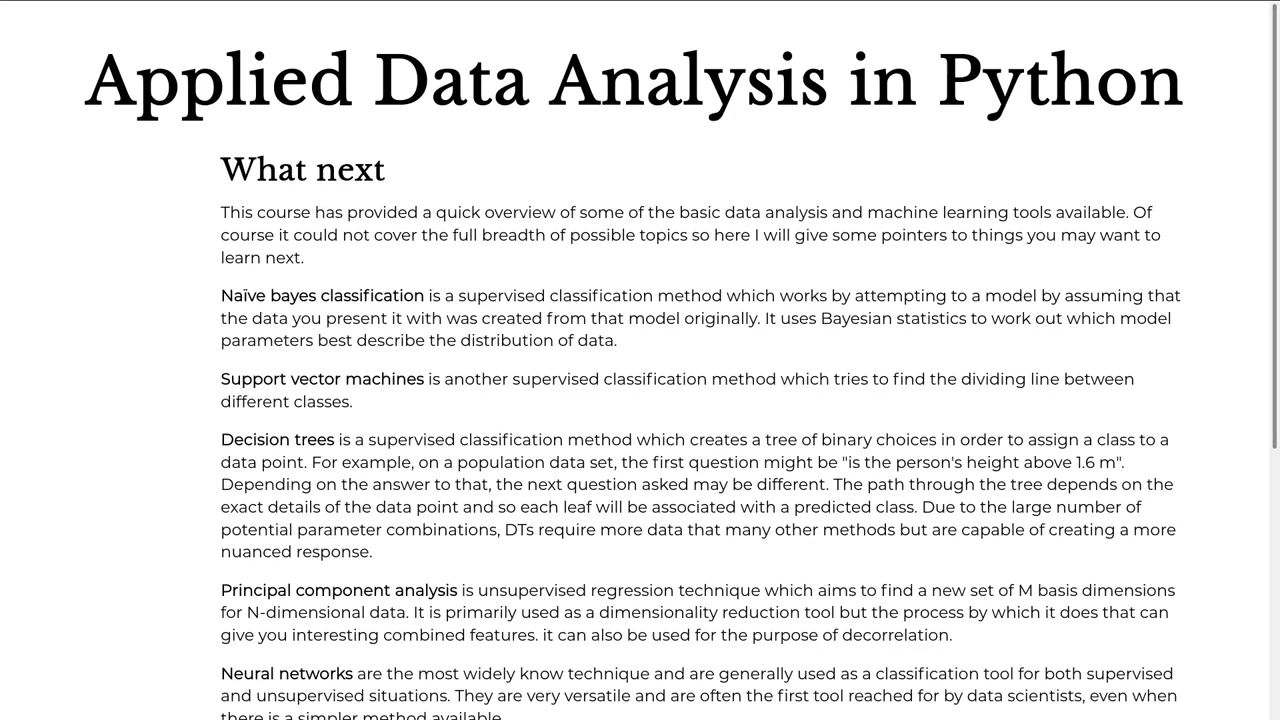 Applied Data Analysis in Python
What next
This course has provided a quick overview of some of the basic data analysis and machine learning tools available. Of
course it could not cover the full breadth of possible topics so here I will give some pointers to things you may want to
learn next.
Naïve bayes classification is a supervised classification method which works by attempting to a model by assuming that
the data you present it with was created from that model originally. It uses Bayesian statistics to work out which model
parameters best describe the distribution of data.
Support vector machines is another supervised classification method which tries to find the dividing line between
different classes.
Decision trees is a supervised classification method which creates a tree of binary choices in order to assign a class to a
data point. For example, on a population data set, the first question might be "is the person's height above 1.6 m".
Depending on the answer to that, the next question asked may be different. The path through the tree depends on the
exact details of the data point and so each leaf will be associated with a predicted class. Due to the large number of
potential parameter combinations, DTs require more data that many other methods but are capable of creating a more
nuanced response.
Principal component analysis is unsupervised regression technique which aims to find a new set of M basis dimensions
for N-dimensional data. It is primarily used as a dimensionality reduction tool but the process by which it does that can
give you interesting combined features. it can also be used for the purpose of decorrelation.
Neural networks are the most widely know technique and are generally used as a classification tool for both supervised
and unsupervised situations. They are very versatile and are often the first tool reached for by data scientists, even when
there is a simpler method available.